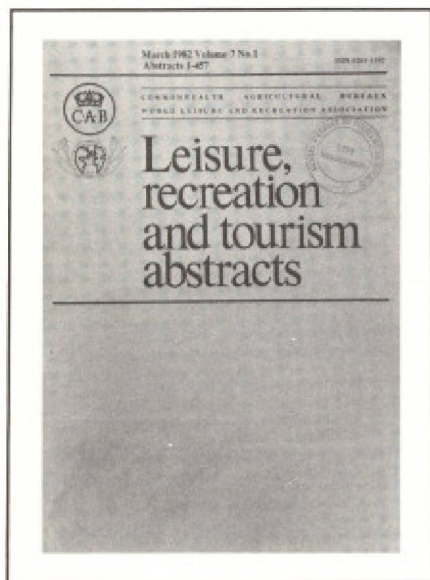 March 1982 Volume 7 No.1
Abstracts 1-457
CAB
COMMONWEALTH AGRICULTURAL BUREAUX
WORLD LEISURE AND RECREATION ASSOCIATION
Leisure,
recreation
and tourism
abstracts